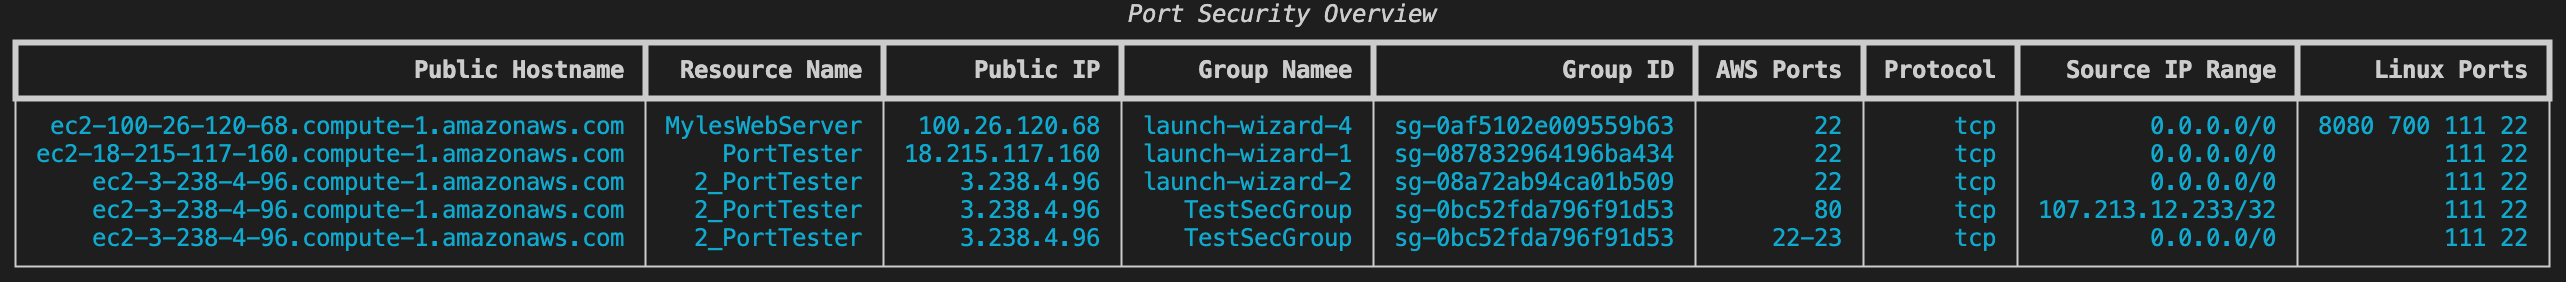 Port Security Overview
Public Hostname Resource Name Public IP Group Namee Group ID AWS Ports Protocol Source IP Range Linux Ports
ec2-100-26-120-68.compute-1.amazonaws.com MylesWebServer 100.26.120.68 launch-wizard-4 sg-0af5102e009559b63 22 tcp 0.0.0.0/0 8080 700 111 22
ec2-18-215-117-160.compute-1.amazonaws.com PortTester 18.215.117.160 launch-wizard-1 sg-087832964196ba434 22 tcp 0.0.0.0/0 111 22
ec2-3-238-4-96.compute-1.amazonaws.com 2_PortTester 3.238.4.96 launch-wizard-2 sg-08a72ab94ca01b509 22 tcp 0.0.0.0/0 111 22
ec2-3-238-4-96.compute-1.amazonaws.com 2_PortTester 3.238.4.96 TestSecGroup sg-0bc52fda796f91d53 80 tcp 107.213.12.233/32 111 22
ec2-3-238-4-96.compute-1.amazonaws.com 2_PortTester 3.238.4.96 TestSecGroup sg-0bc52fda796f91d53 22-23 tcp 0.0.0.0/0 111 22